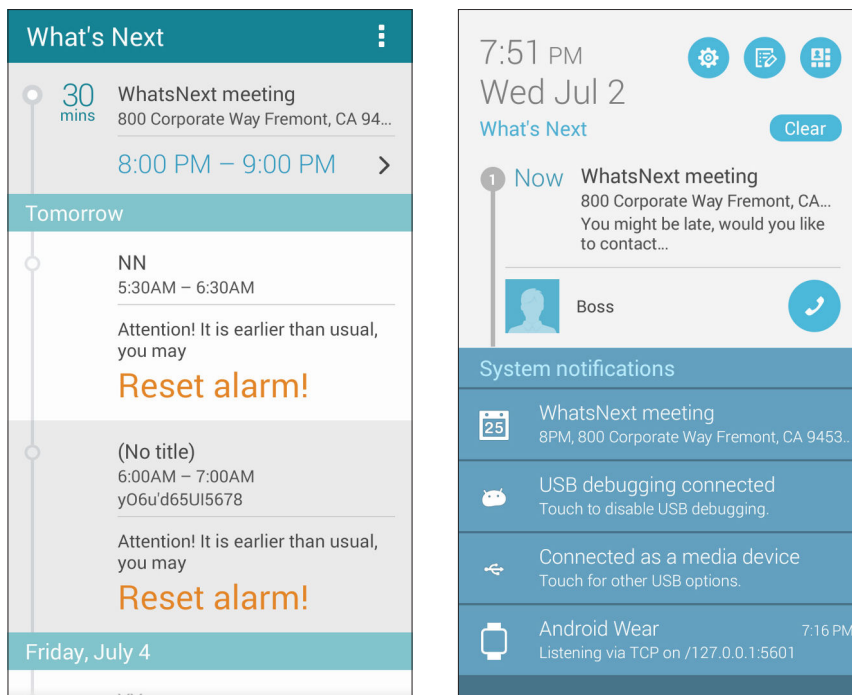 What's Next
30
mins
WhatsNext meeting
800 Corporate Way Fremont, CA 94...
8:00 PM – 9:00 PM
Tomorrow
NN
5:30AM – 6:30AM
Attention! It is earlier than usual,
you may
Reset alarm!
(No title)
6:00AM – 7:00AM
yO6u'd65UI5678
Attention! It is earlier than usual,
you may
Reset alarm!
Friday, July 4
7:51 PM
Wed Jul 2
What's Next
Clear
1
Now
WhatsNext meeting
800 Corporate Way Fremont, CA...
You might be late, would you like
to contact...
Boss
System notifications
25
WhatsNext meeting
8PM, 800 Corporate Way Fremont, CA 9453..
USB debugging connected
Touch to disable USB debugging.
Connected as a media device
Touch for other USB options.
Android Wear
7:16 PM
Listening via TCP on /127.0.0.1:5601